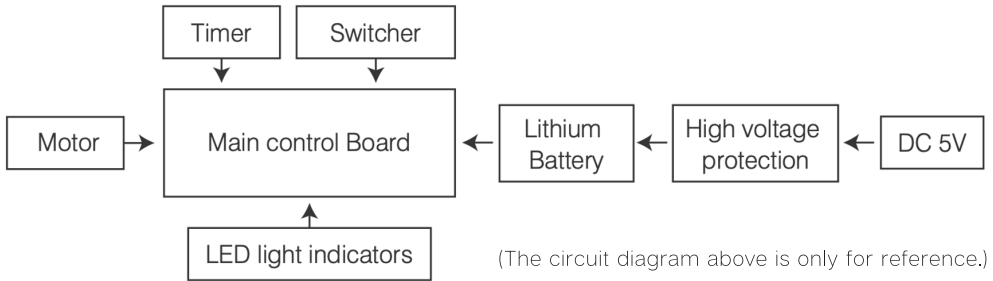 Timer
Switcher
Motor
Main control Board
Lithium
Battery
High voltage
protection
DC 5V
LED light indicators
(The circuit diagram above is only for reference.)